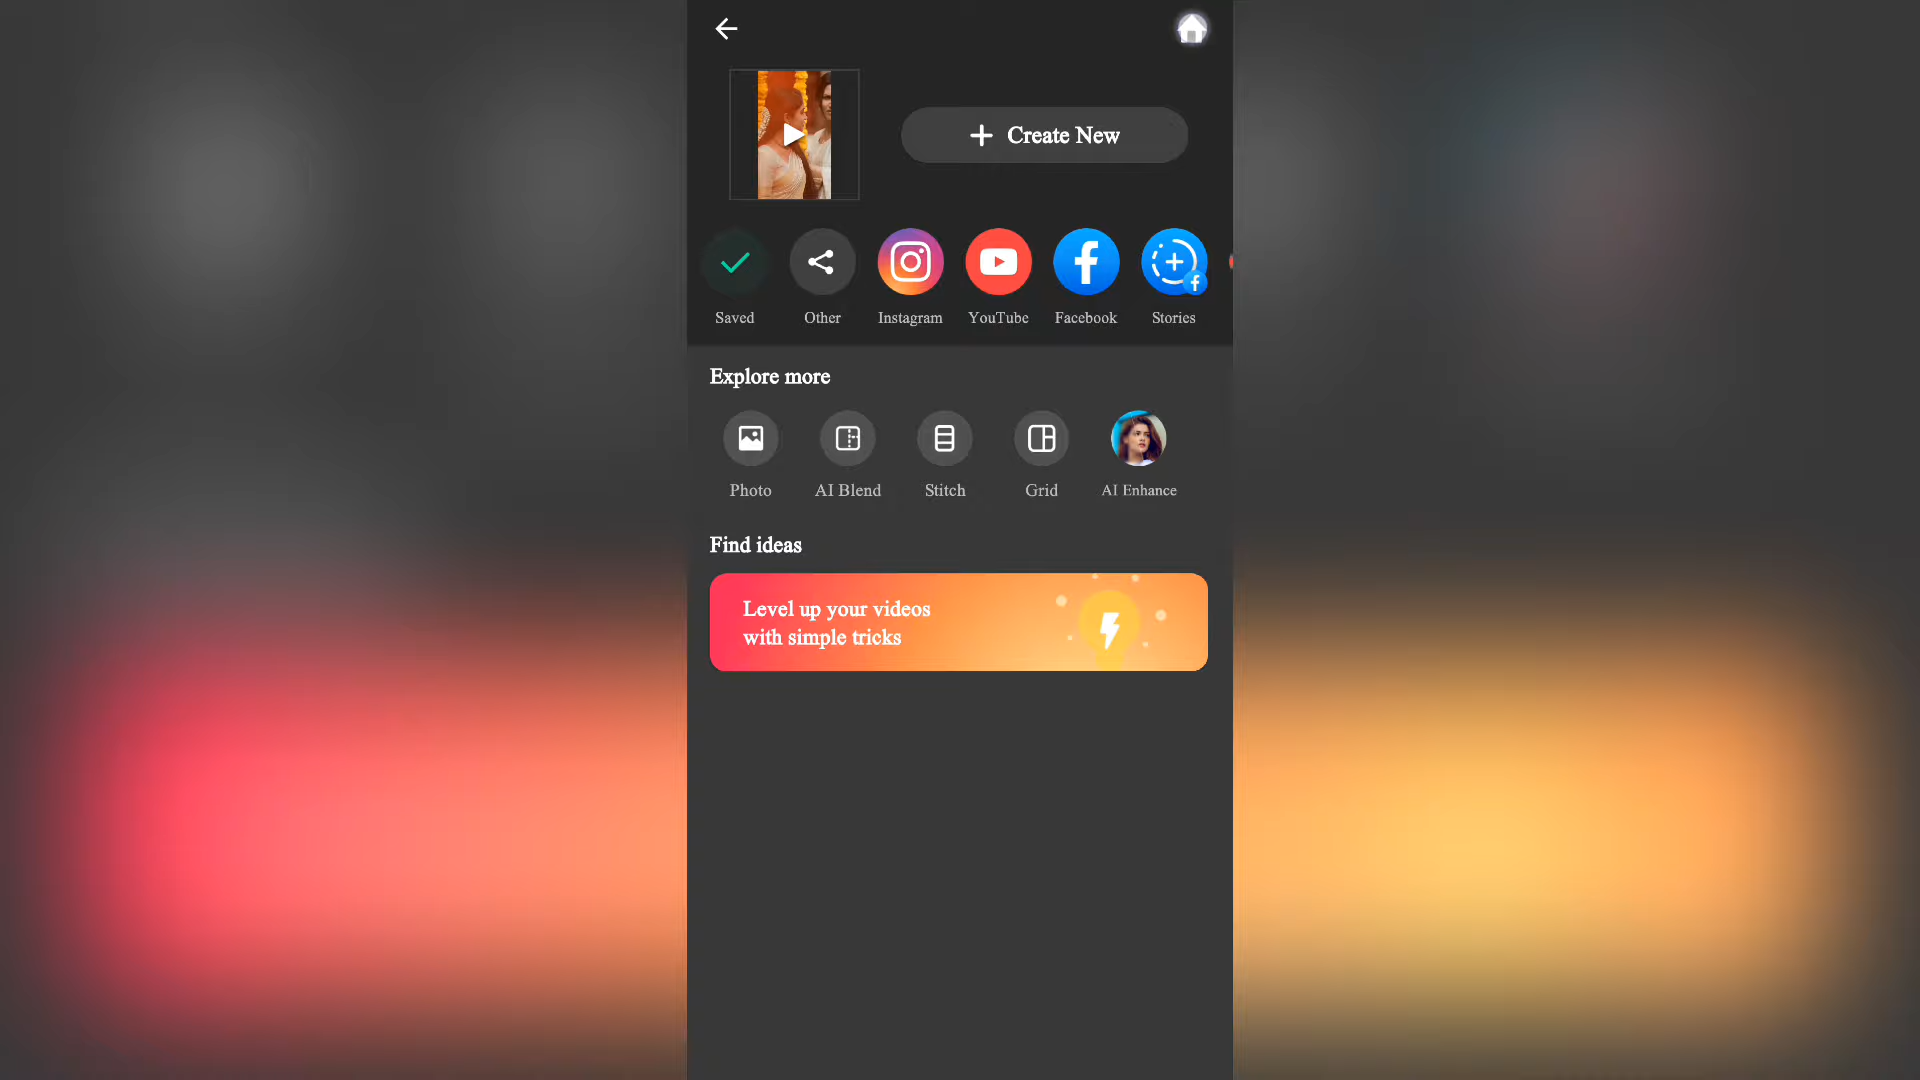 Create New
Saved
Other
Instagram
YouTube
Facebook
Stories
Explore more
Photo
AI Blend
Stitch
Grid
AI Enhance
Find ideas
Level up your videos
with simple tricks